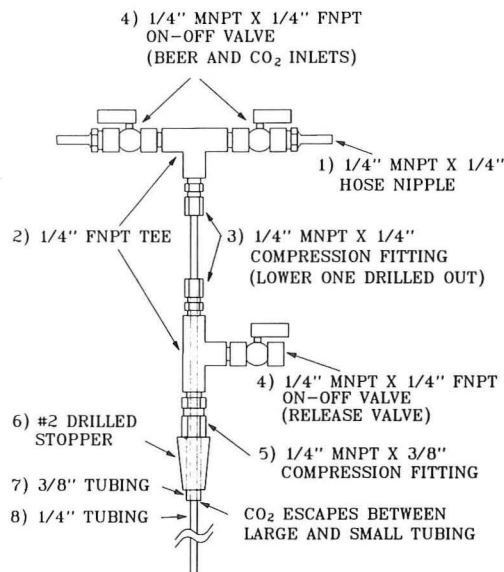 4) 1/4" MNPT X 1/4" FNPT
ON-OFF VALVE
(BEER AND CO₂ INLETS)
1) 1/4" MNPT X 1/4"
HOSE NIPPLE
2) 1/4" FNPT TEE
3) 1/4" MNPT X 1/4"
COMPRESSION FITTING
(LOWER ONE DRILLED OUT)
4) 1/4" MNPT X 1/4" FNPT
ON-OFF VALVE
(RELEASE VALVE)
6) #2 DRILLED
STOPPER
5) 1/4" MNPT X 3/8"
COMPRESSION FITTING
7) 3/8" TUBING
8) 1/4" TUBING
CO₂ ESCAPES BETWEEN
LARGE AND SMALL TUBING